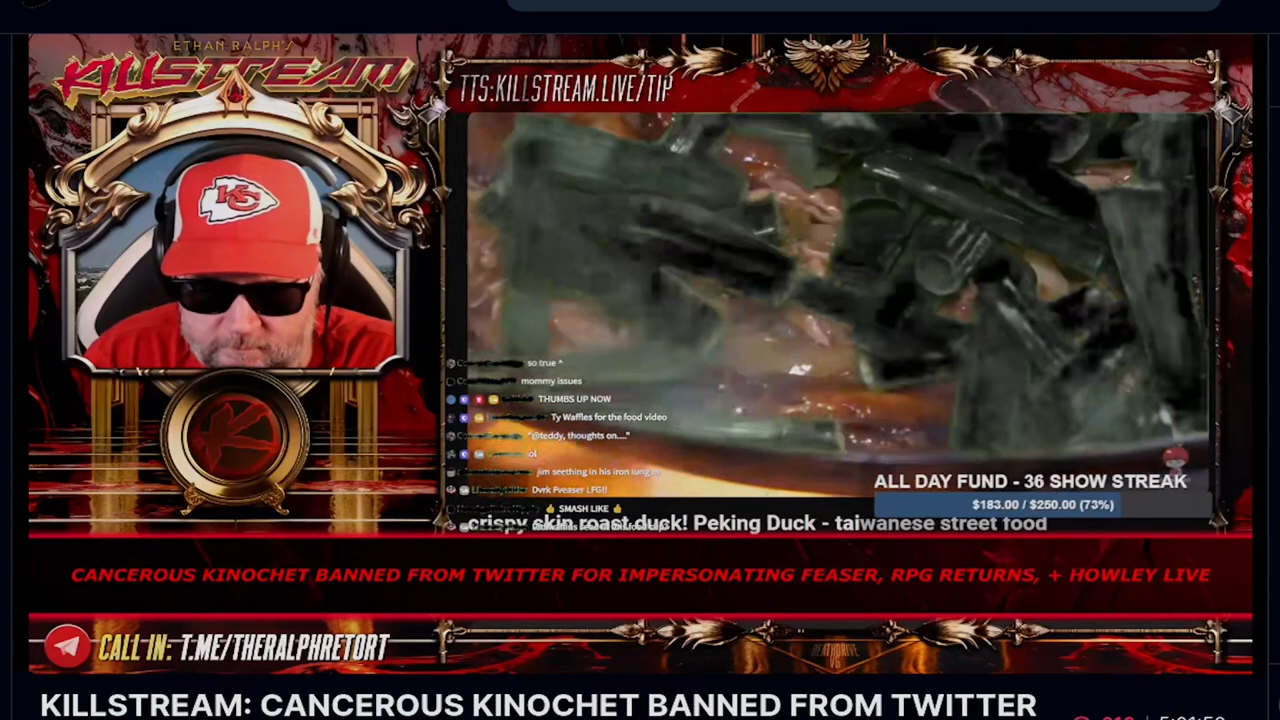 ETHAN RALPH'S
KILLSTREAM
TTS:KILLSTREAM.LIVE/TIP
KC
so true ^
mommy issues
THUMBS UP NOW
Ty Waffles for the food video
"@teddy, thoughts on...."
jim seething in his iron lung
Dvrk Pveaser LFG!!
👍 SMASH LIKE 👍
ALL DAY FUND - 36 SHOW STREAK
$183.00 / $250.00 (73%)
crispy skin roast duck! Peking Duck - taiwanese street food
CANCEROUS KINOCHET BANNED FROM TWITTER FOR IMPERSONATING FEASER, RPG RETURNS, + HOWLEY LIVE
CALL IN: T.ME/THERALPHRETORT
KILLSTREAM: CANCEROUS KINOCHET BANNED FROM TWITTER